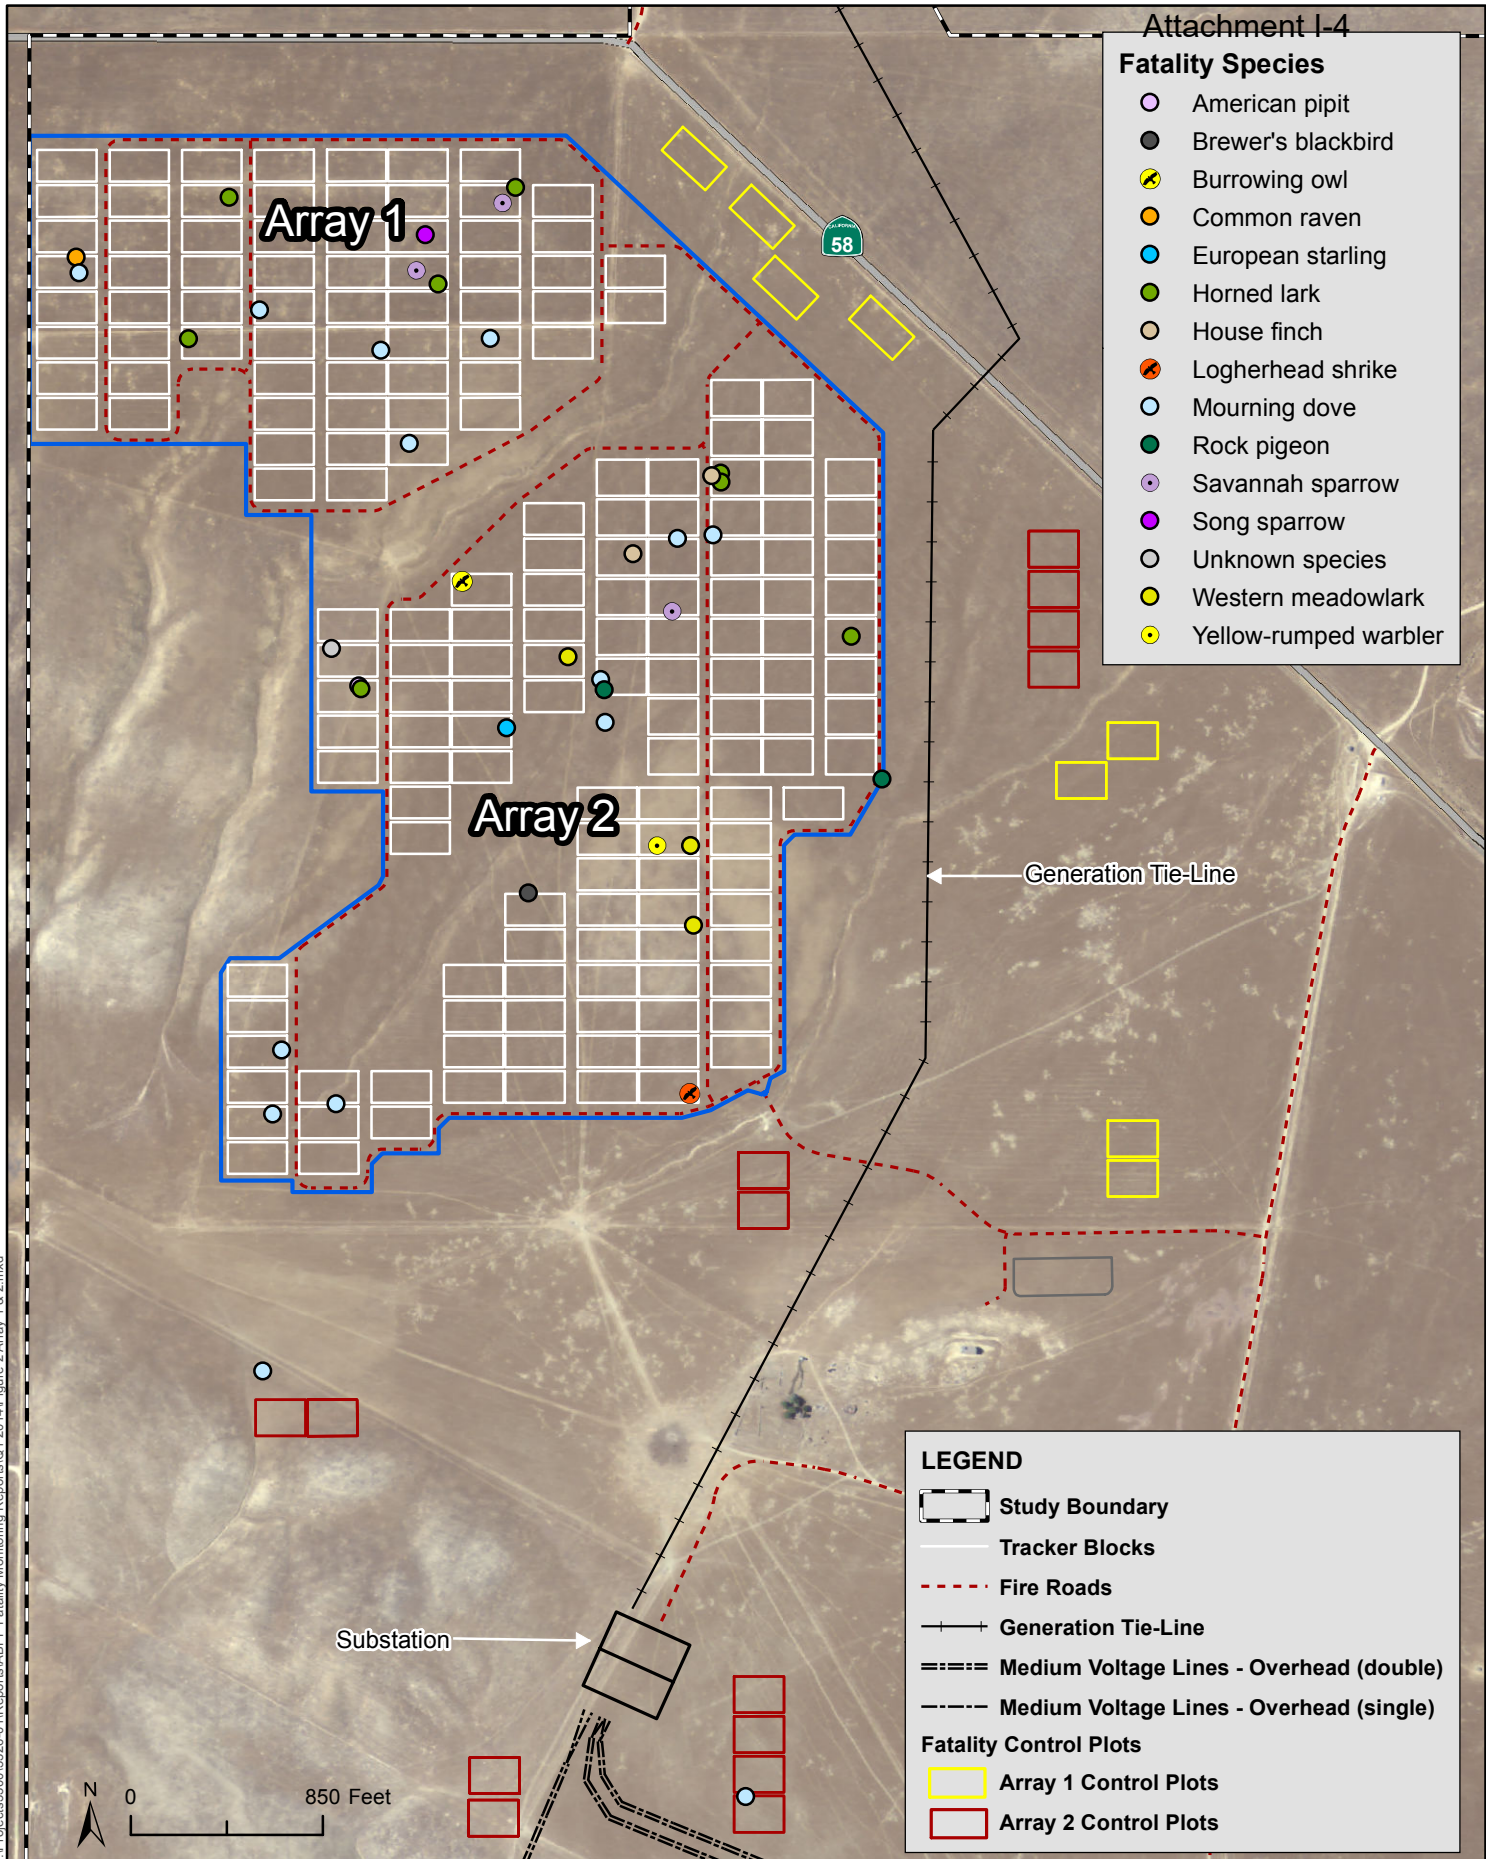 Attachment I-4
Fatality Species
American pipit
Brewer's blackbird
Burrowing owl
Common raven
European starling
Horned lark
House finch
Logherhead shrike
Mourning dove
Rock pigeon
Savannah sparrow
Song sparrow
Unknown species
Western meadowlark
Yellow-rumped warbler
Array 1
CALIFORNIA
58
Array 2
Generation Tie-Line
Substation
LEGEND
Study Boundary
Tracker Blocks
Fire Roads
Generation Tie-Line
Medium Voltage Lines - Overhead (double)
Medium Voltage Lines - Overhead (single)
Fatality Control Plots
Array 1 Control Plots
Array 2 Control Plots
N
0 850 Feet